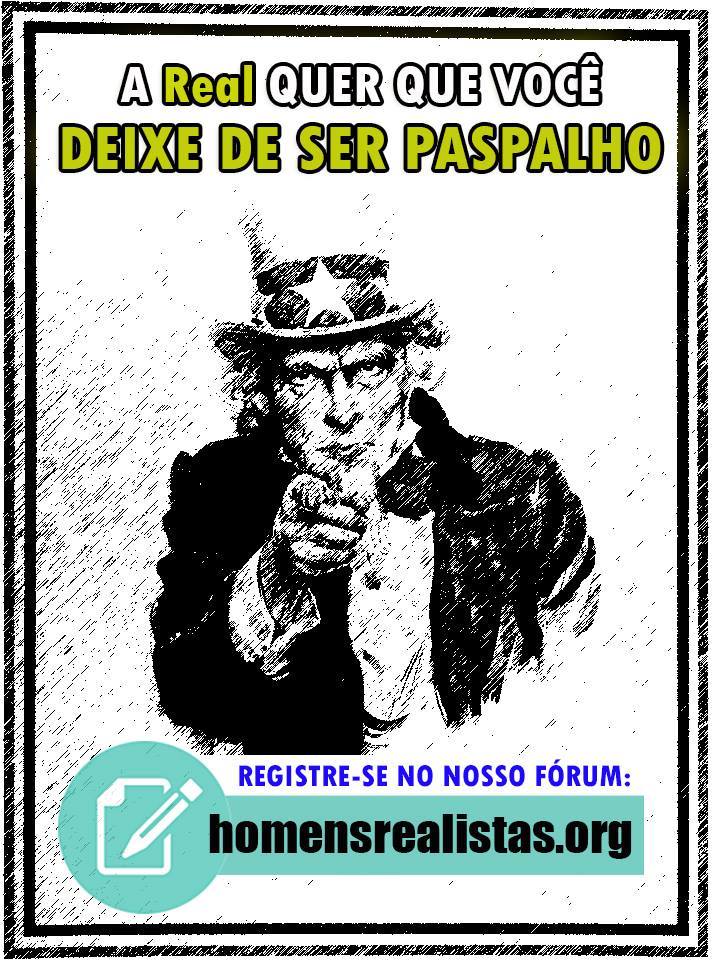 A Real QUER QUE VOCÊ
DEIXE DE SER PASPALHO
REGISTRE-SE NO NOSSO FÓRUM:
homensrealistas.org